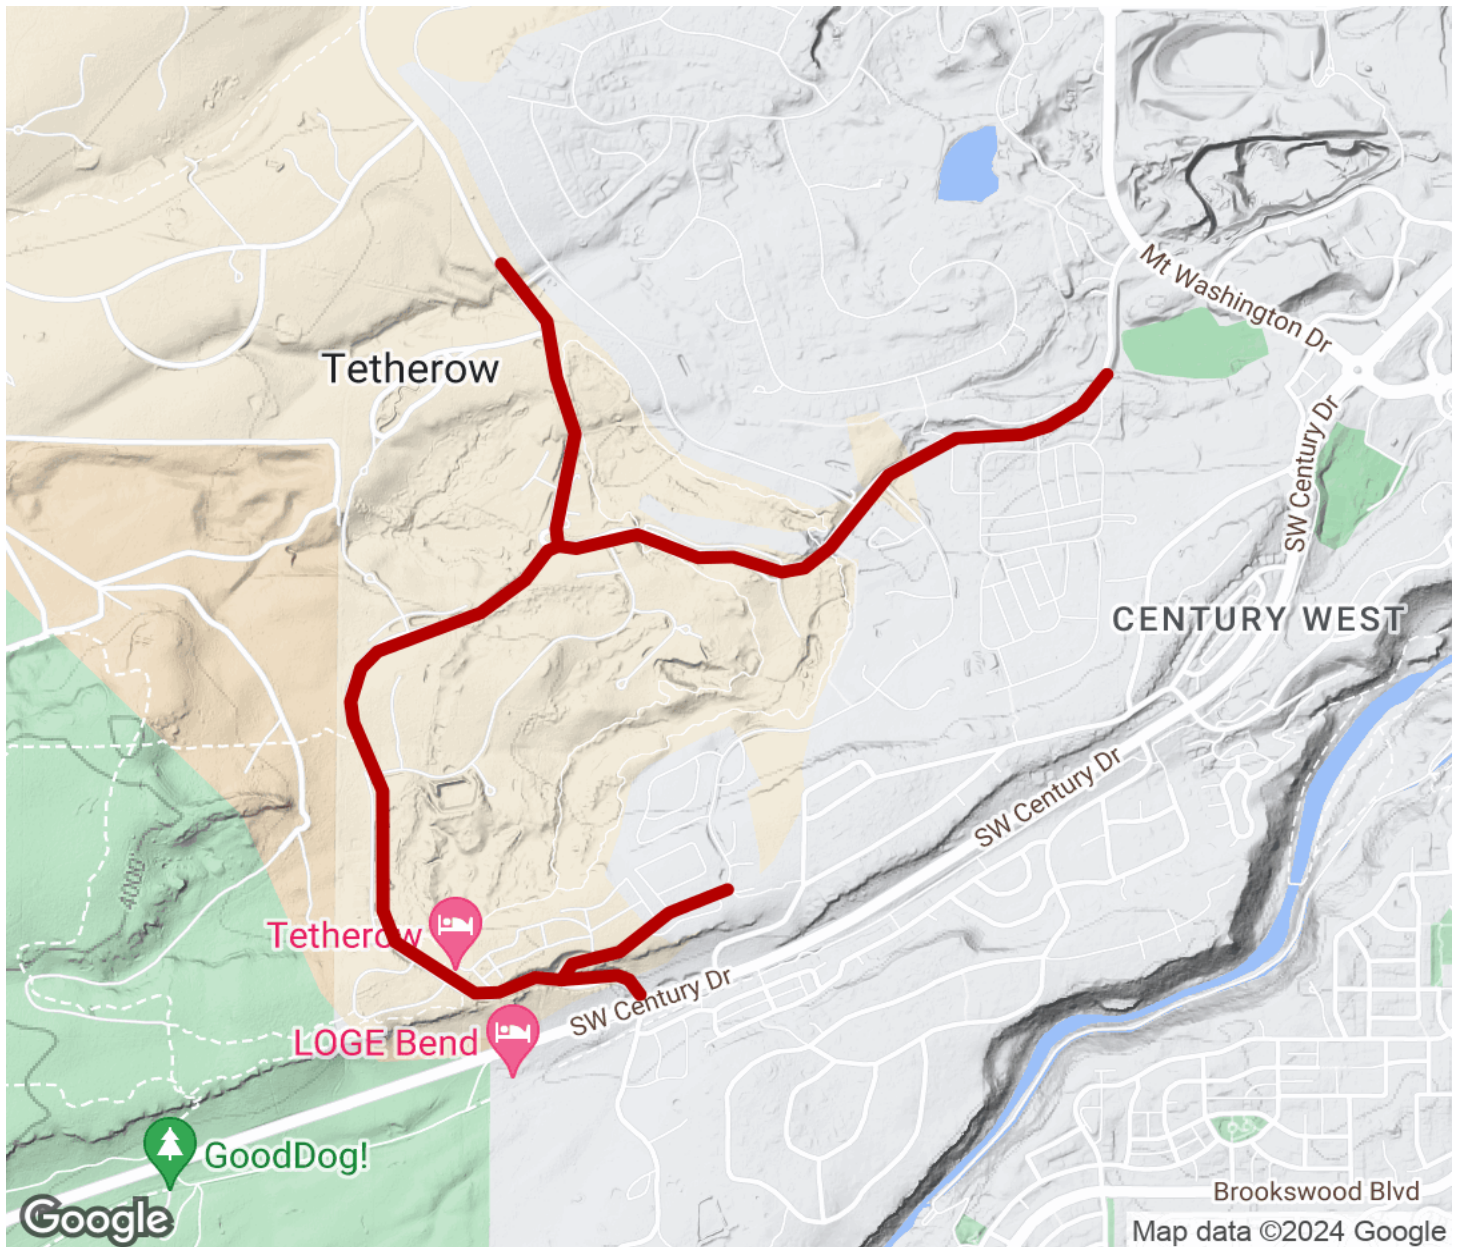 Mt Washington Dr
Tetherow
SW Century Dr
CENTURY WEST
4000'
SW Century Dr
Tetherow
SW Century Dr
LOGE Bend
GoodDog!
Brookswood Blvd
Google
Map data ©2024 Google